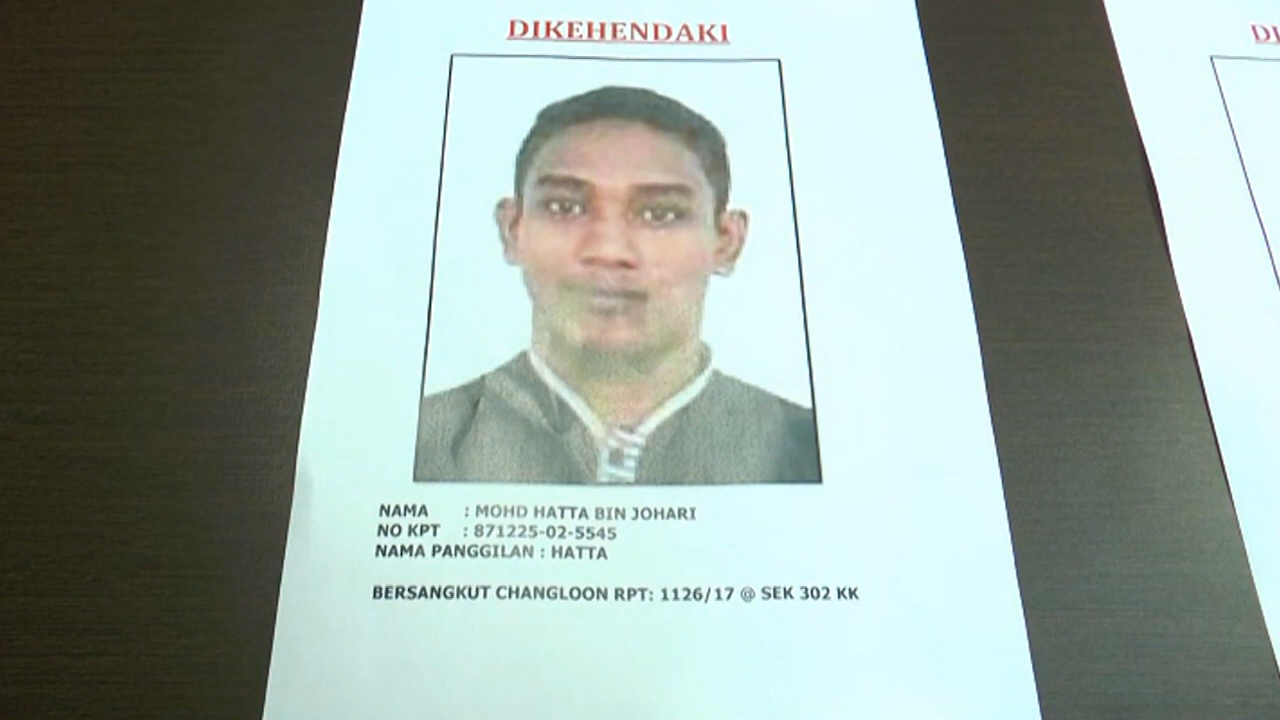 DIKEHENDAKI
NAMA : MOHD HATTA BIN JOHARI
NO KPT : 871225-02-5545
NAMA PANGGILAN : HATTA
BERSANGKUT CHANGLOON RPT: 1126/17 @ SEK 302 KK